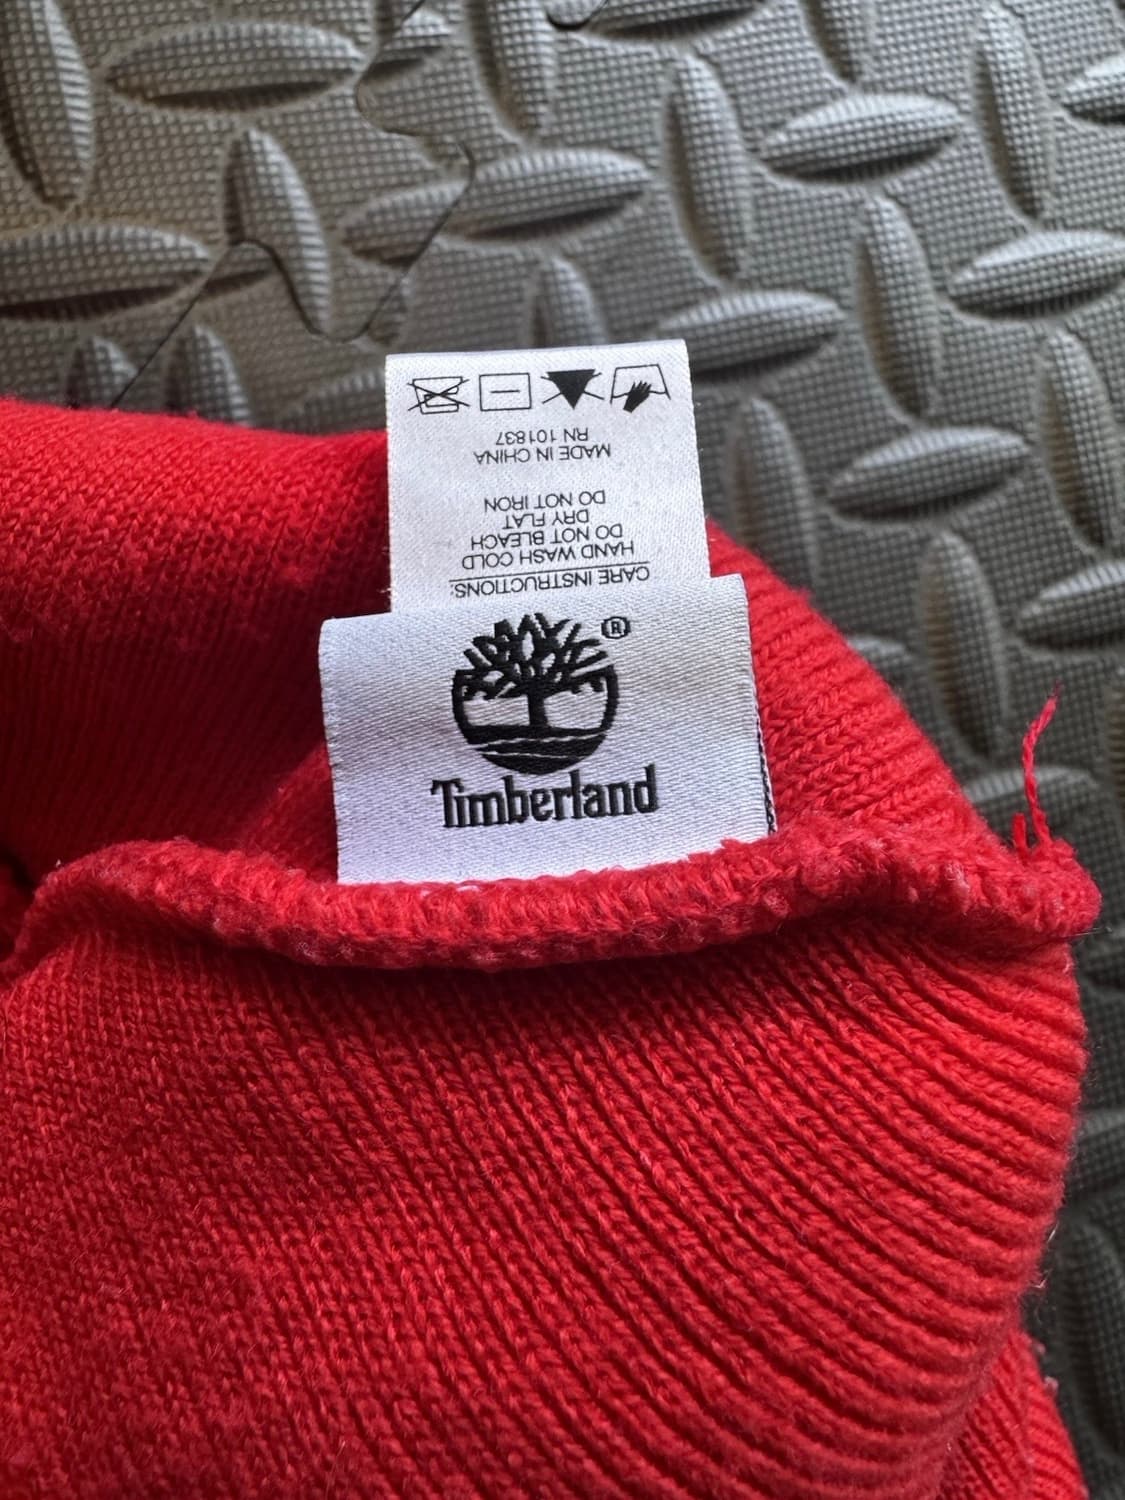 ®
Timberland
CARE INSTRUCTIONS:
HAND WASH COLD
DO NOT BLEACH
DRY FLAT
DO NOT IRON
MADE IN CHINA
RN 101837